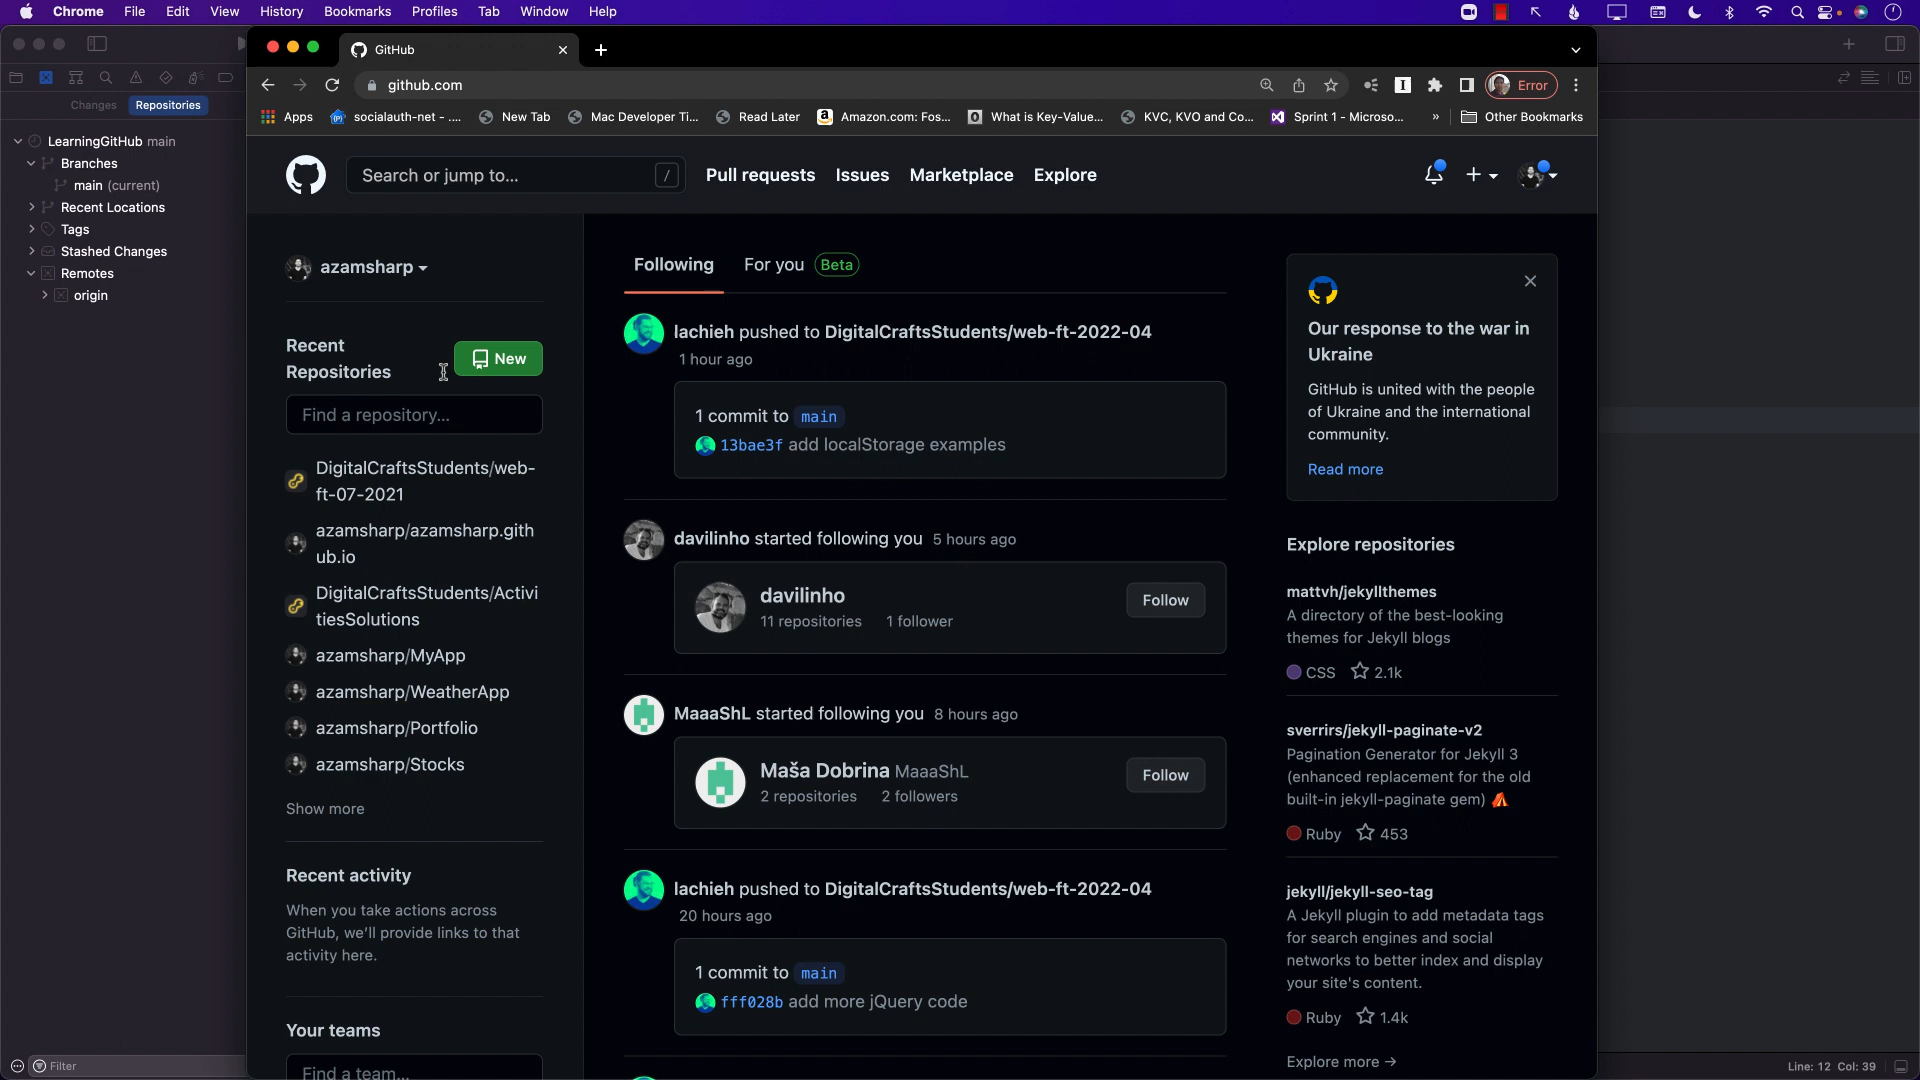 Chrome File Edit View History Bookmarks Profiles Tab Window Help
GitHub
github.com
Error
Apps socialauth-net - .... New Tab Mac Developer Ti... Read Later Amazon.com: Fos... What is Key-Value... KVC, KVO and Co... Sprint 1 - Microso... » Other Bookmarks
Changes Repositories
LearningGitHub main
Branches
main (current)
Recent Locations
Tags
Stashed Changes
Remotes
origin
Filter
Search or jump to... /
Pull requests Issues Marketplace Explore
azamsharp
Recent
Repositories
New
Find a repository...
DigitalCraftsStudents/web-
ft-07-2021
azamsharp/azamsharp.gith
ub.io
DigitalCraftsStudents/Activi
tiesSolutions
azamsharp/MyApp
azamsharp/WeatherApp
azamsharp/Portfolio
azamsharp/Stocks
Show more
Recent activity
When you take actions across
GitHub, we'll provide links to that
activity here.
Your teams
Find a team...
Following For you Beta
lachieh pushed to DigitalCraftsStudents/web-ft-2022-04
1 hour ago
1 commit to main
13bae3f add localStorage examples
davilinho started following you 5 hours ago
davilinho
11 repositories 1 follower
Follow
MaaaShL started following you 8 hours ago
Maša Dobrina MaaaShL
2 repositories 2 followers
Follow
lachieh pushed to DigitalCraftsStudents/web-ft-2022-04
20 hours ago
1 commit to main
fff028b add more jQuery code
Our response to the war in
Ukraine
GitHub is united with the people
of Ukraine and the international
community.
Read more
Explore repositories
mattvh/jekyllthemes
A directory of the best-looking
themes for Jekyll blogs
CSS 2.1k
sverrirs/jekyll-paginate-v2
Pagination Generator for Jekyll 3
(enhanced replacement for the old
built-in jekyll-paginate gem)
Ruby 453
jekyll/jekyll-seo-tag
A Jekyll plugin to add metadata tags
for search engines and social
networks to better index and display
your site's content.
Ruby 1.4k
Explore more →
Line: 12 Col: 39